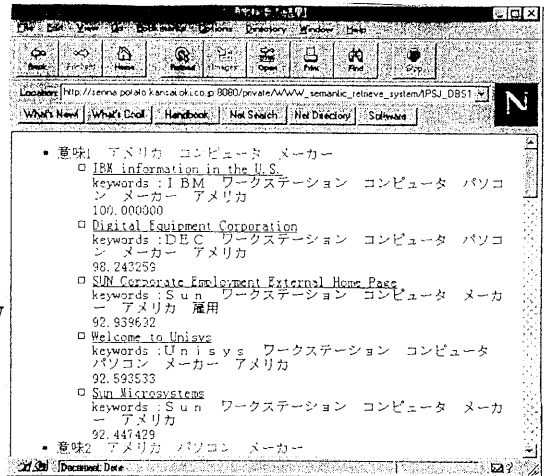 File Edit View Go Bookmarks Options Directory Window Help
Back Forward Home Reload Images Open Print Find Stop
Location: http://senna.potato.kansai.oki.co.jp:8080/private/WWW_semantic_retrieve_system/IPSJ_DBS1
What's New! What's Cool! Handbook Net Search Net Directory Software
N
• 意味1 アメリカ コンピュータ メーカー
□ IBM information in the U.S.
keywords :ＩＢＭ ワークステーション コンピュータ パソコ
ン メーカー アメリカ
100.000000
□ Digital Equipment Corporation
keywords :ＤＥＣ ワークステーション コンピュータ パソコ
ン メーカー アメリカ
98.243259
□ SUN Corporate Employment External Home Page
keywords :Ｓｕｎ ワークステーション コンピュータ メーカ
ー アメリカ 雇用
92.939692
□ Welcome to Unisys
keywords :Ｕｎｉｓｙｓ ワークステーション コンピュータ
パソコン メーカー アメリカ
92.593533
□ Sun Microsystems
keywords :Ｓｕｎ ワークステーション コンピュータ メーカ
ー アメリカ
92.447429
• 意味2 アメリカ パソコン メーカー
Document: Done